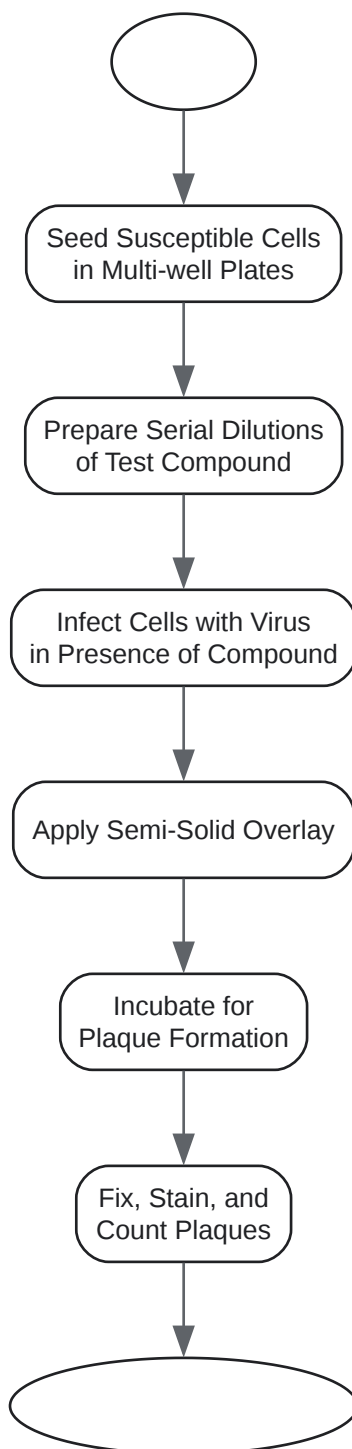 Seed Susceptible Cells
in Multi-well Plates
Prepare Serial Dilutions
of Test Compound
Infect Cells with Virus
in Presence of Compound
Apply Semi-Solid Overlay
Incubate for
Plaque Formation
Fix, Stain, and
Count Plaques